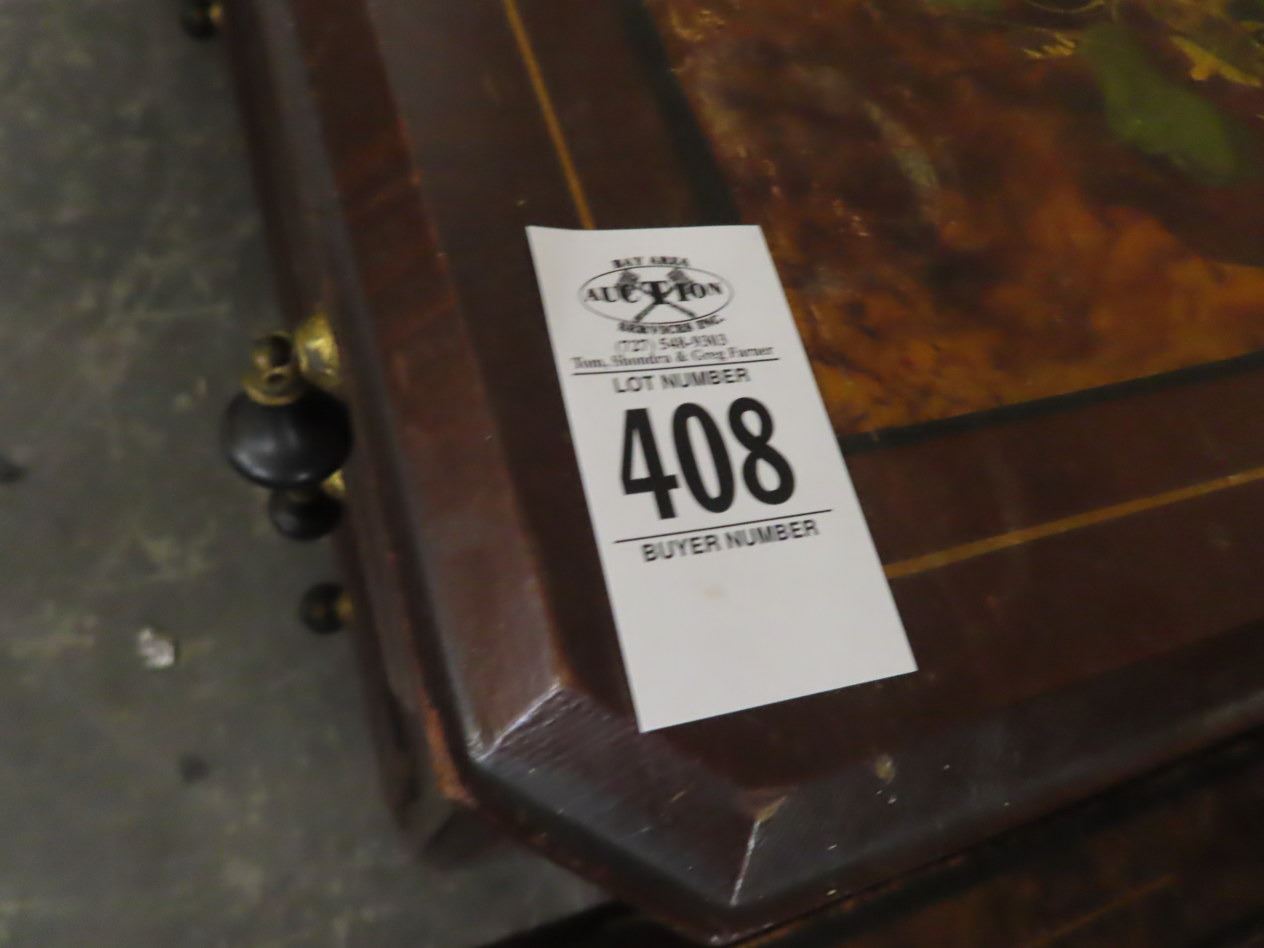 BAY AREA
AUCTION
SERVICES INC.
(727) 548-9303
Tom, Shondra & Greg Farner
LOT NUMBER
408
BUYER NUMBER